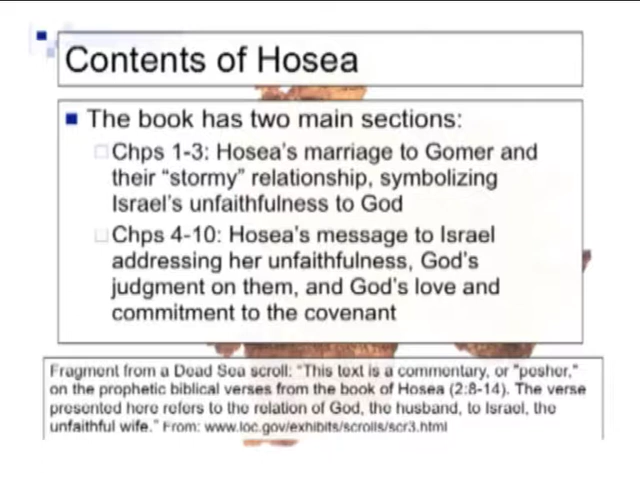 Contents of Hosea
The book has two main sections:
Chps 1-3: Hosea's marriage to Gomer and
their "stormy" relationship, symbolizing
Israel's unfaithfulness to God
Chps 4-10: Hosea's message to Israel
addressing her unfaithfulness, God's
judgment on them, and God's love and
commitment to the covenant
Fragment from a Dead Sea scroll: "This text is a commentary, or "pesher,"
on the prophetic biblical verses from the book of Hosea (2:8-14). The verse
presented here refers to the relation of God, the husband, to Israel, the
unfaithful wife." From: www.loc.gov/exhibits/scrolls/scr3.html